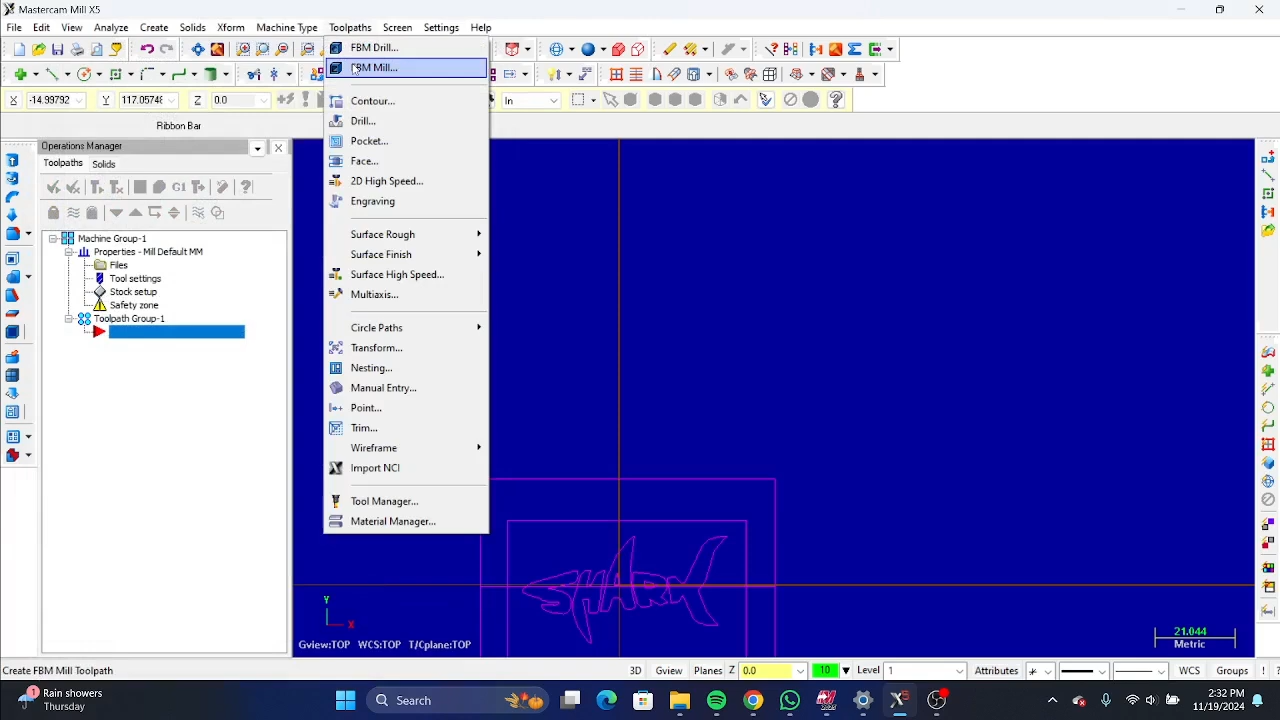 Mastercam Mill X5
File Edit View Analyze Create Solids Xform Machine Type Toolpaths Screen Settings Help
FBM Drill...
FBM Mill...
X -14.99792 Y 117.05746 Z 0.0 In
Contour...
Drill...
Ribbon Bar
Pocket...
Operations Manager
Face...
Toolpaths Solids
2D High Speed...
G1
Engraving
Surface Rough
Machine Group-1
Properties - Mill Default MM
Surface Finish
Files
Surface High Speed...
Tool settings
Stock setup
Multiaxis...
Safety zone
Toolpath Group-1
Circle Paths
Transform...
Nesting...
Manual Entry...
Point...
Trim...
Wireframe
Import NCI
Tool Manager...
Material Manager...
SHARK
Y
X
21.044
Metric
Gview:TOP WCS:TOP T/Cplane:TOP
Create FBM Mill Toolpath 3D Gview Planes Z 0.0 10 Level 1 Attributes WCS Groups ! ?
1
Rain showers
Thursday
Search
2:32 PM
11/19/2024